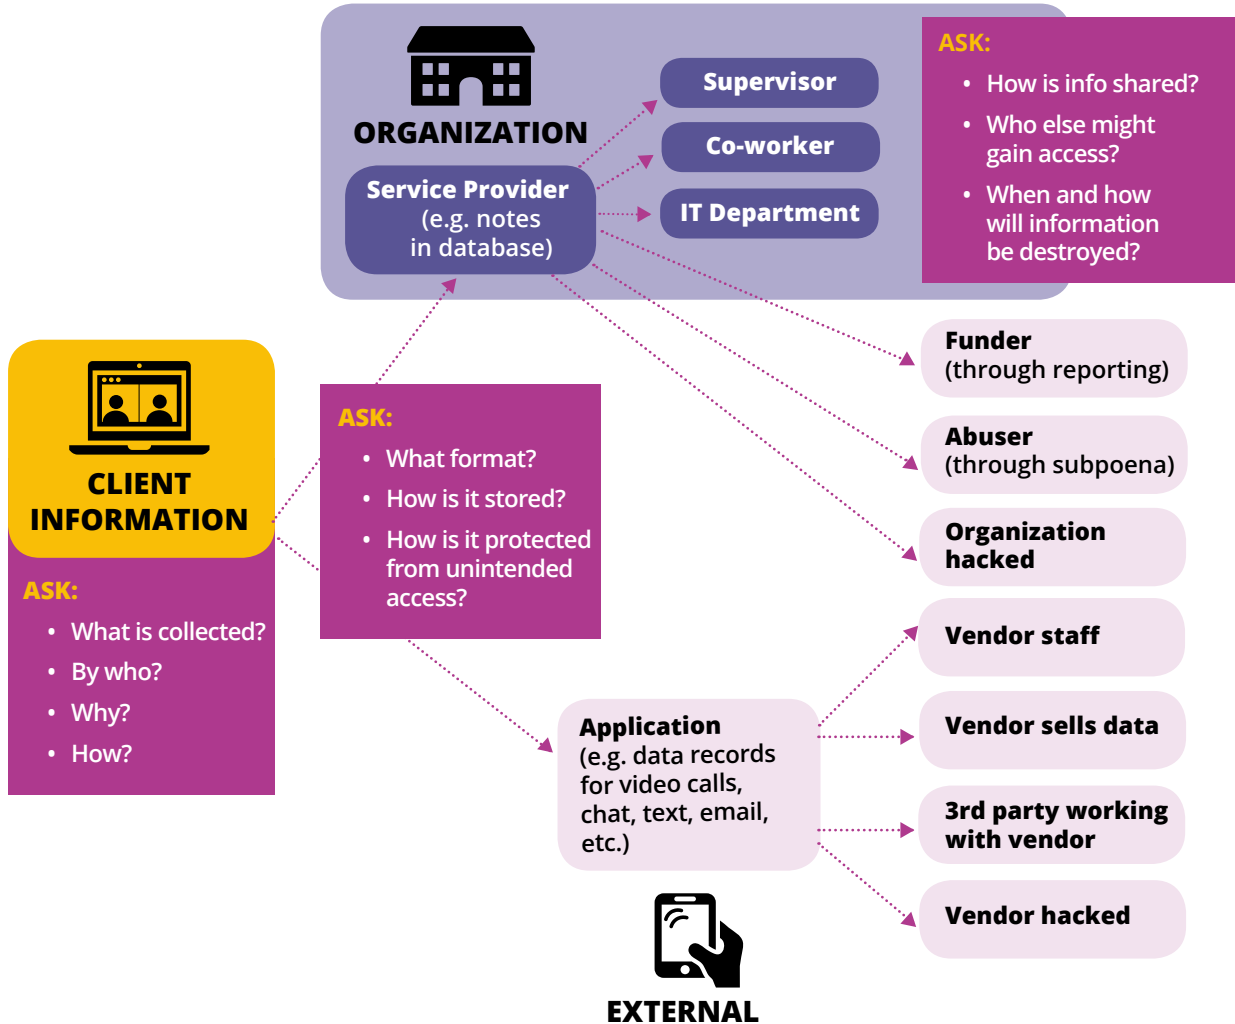 ORGANIZATION
Service Provider
(e.g. notes
in database)
Supervisor
Co-worker
IT Department
ASK:
• How is info shared?
• Who else might
gain access?
• When and how
will information
be destroyed?
CLIENT
INFORMATION
ASK:
• What is collected?
• By who?
• Why?
• How?
ASK:
• What format?
• How is it stored?
• How is it protected
from unintended
access?
Funder
(through reporting)
Abuser
(through subpoena)
Organization
hacked
Application
(e.g. data records
for video calls,
chat, text, email,
etc.)
Vendor staff
Vendor sells data
3rd party working
with vendor
Vendor hacked
EXTERNAL